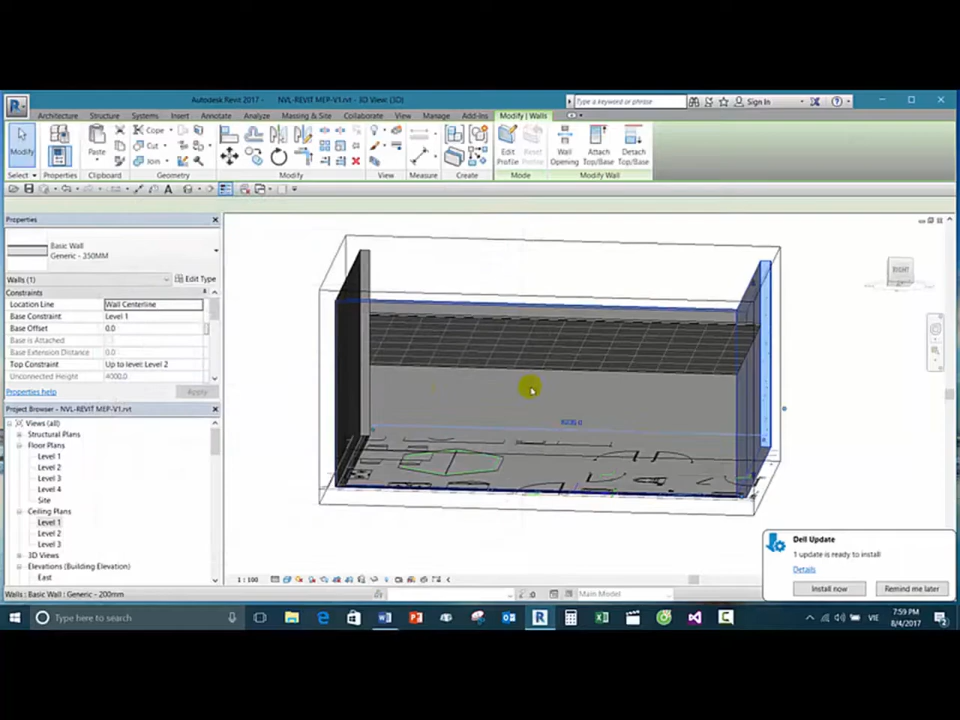 Autodesk Revit 2017 - NVL-REVIT MEP-V1.rvt - 3D View: {3D}
Type a keyword or phrase
Sign In
Architecture Structure Systems Insert Annotate Analyze Massing & Site Collaborate View Manage Add-Ins Modify | Walls
Modify
Paste
Cope
Cut
Join
Edit Profile
Reset Profile
Wall Opening
Attach Top/Base
Detach Top/Base
Select Properties Clipboard Geometry Modify View Measure Create Mode Modify Wall
Properties
Basic Wall
Generic - 350MM
Walls (1)
Edit Type
Constraints
Location Line Wall Centerline
Base Constraint Level 1
Base Offset 0.0
Base is Attached
Base Extension Distance 0.0
Top Constraint Up to level: Level 2
Unconnected Height 4000.0
Properties help
Apply
Project Browser - NVL-REVIT MEP-V1.rvt
Views (all)
Structural Plans
Floor Plans
Level 1
Level 2
Level 3
Level 4
Site
Ceiling Plans
Level 1
Level 2
Level 3
3D Views
Elevations (Building Elevation)
East
RIGHT
1 : 100
Walls : Basic Wall : Generic - 200mm
:0
Main Model
Dell Update
1 update is ready to install
Details
Install now
Remind me later
Type here to search
VIE
7:59 PM
8/4/2017